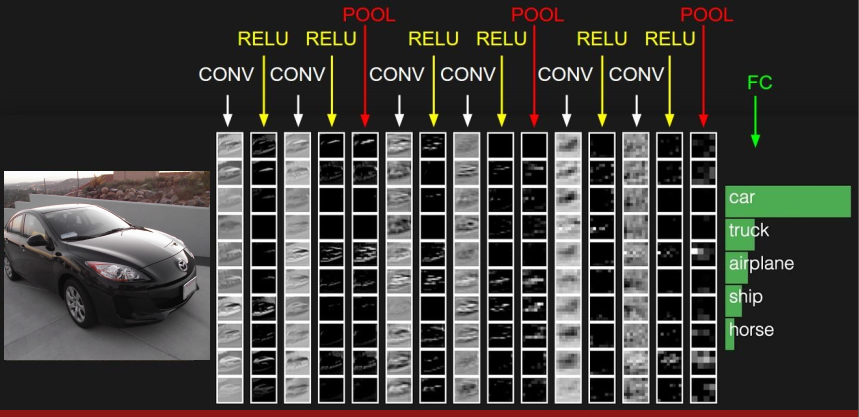 POOL POOL POOL
RELU RELU RELU RELU RELU RELU
CONV CONV CONV CONV CONV CONV
FC
car
truck
airplane
ship
horse